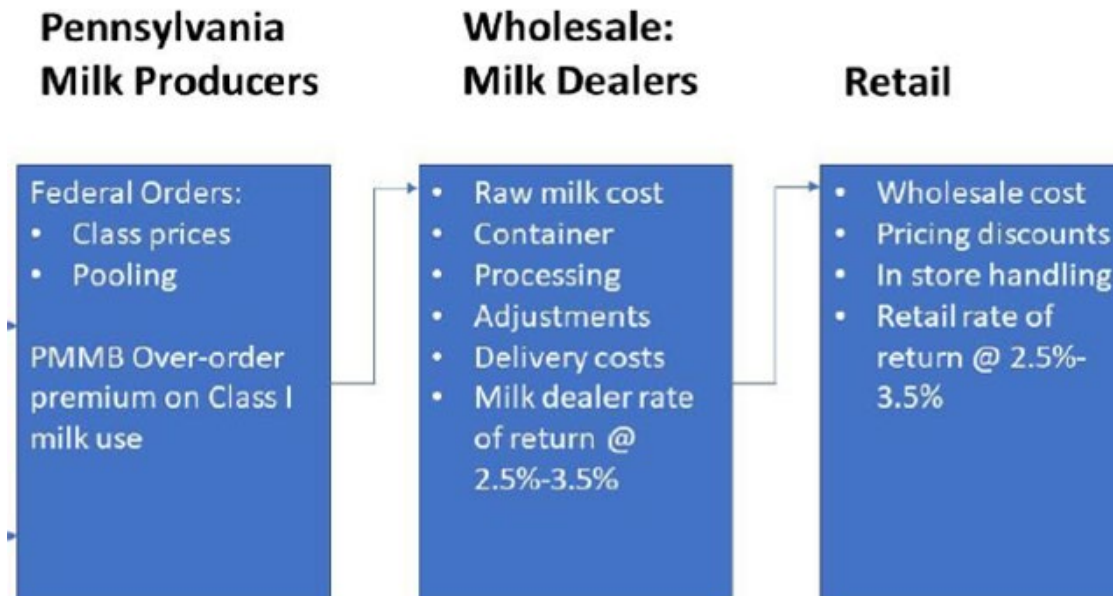 Pennsylvania
Milk Producers
Wholesale:
Milk Dealers
Retail
Federal Orders:
• Class prices
• Pooling
PMMB Over-order
premium on Class I
milk use
• Raw milk cost
• Container
• Processing
• Adjustments
• Delivery costs
• Milk dealer rate
of return @
2.5%-3.5%
• Wholesale cost
• Pricing discounts
• In store handling
• Retail rate of
return @ 2.5%-
3.5%